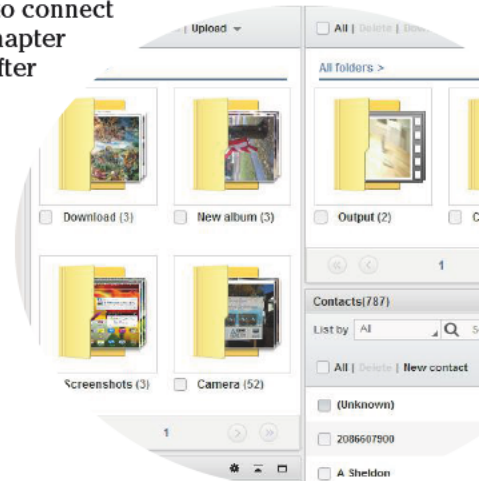 o connect
hapter
fter
| Upload
All | Delete |
All folders >
Download (3)
New album (3)
Output (2)
C
1
Contacts(787)
List by All
Screenshots (3)
Camera (52)
All | Delete | New contact
(Unknown)
1
2086607900
A Sheldon